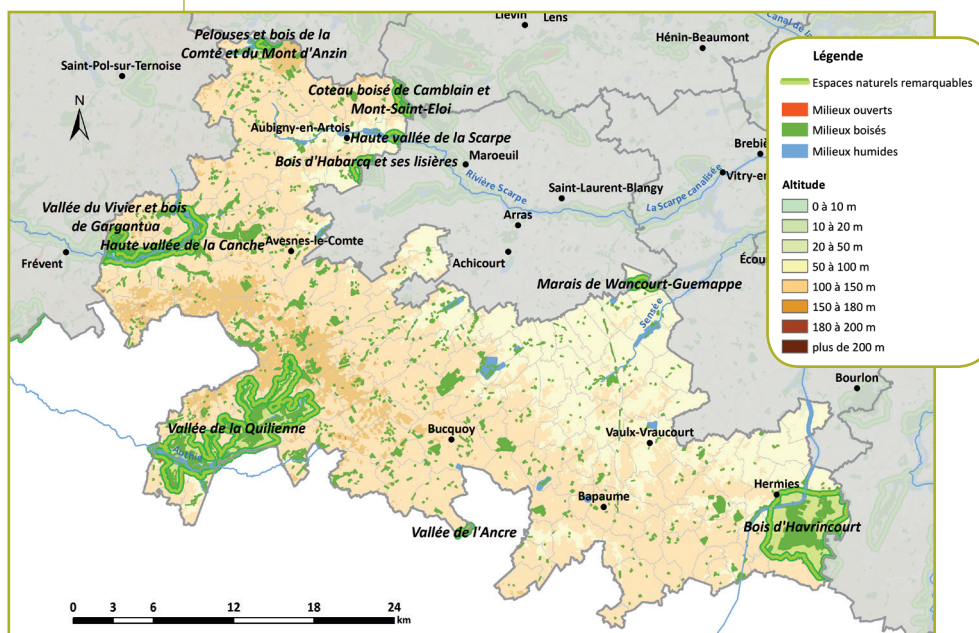 Liévin
Lens
Canal de la
Hénin-Beaumont
Pelouses et bois de la
Comté et du Mont d'Anzin
Saint-Pol-sur-Ternoise
N
Coteau boisé de Camblain et
Mont-Saint-Eloi
Aubigny-en-Artois
Haute vallée de la Scarpe
Bois d'Habarcq et ses lisières
Maroeuil
Rivière Scarpe
Saint-Laurent-Blangy
La Scarpe canalisée
Brebiè
Vitry-en
Arras
Achicourt
Écou
Vallée du Vivier et bois
de Gargantua
Haute vallée de la Canche
Avesnes-le-Comte
Frévent
Marais de Wancourt-Guemappe
Sensée
Bourlon
Vallée de la Quilienne
Authie
Bucquoy
Vaulx-Vraucourt
Bapaume
Hermies
Bois d'Havrincourt
Vallée de l'Ancre
0 3 6 12 18 24
km
Légende
Espaces naturels remarquables
Milieux ouverts
Milieux boisés
Milieux humides
Altitude
0 à 10 m
10 à 20 m
20 à 50 m
50 à 100 m
100 à 150 m
150 à 180 m
180 à 200 m
plus de 200 m